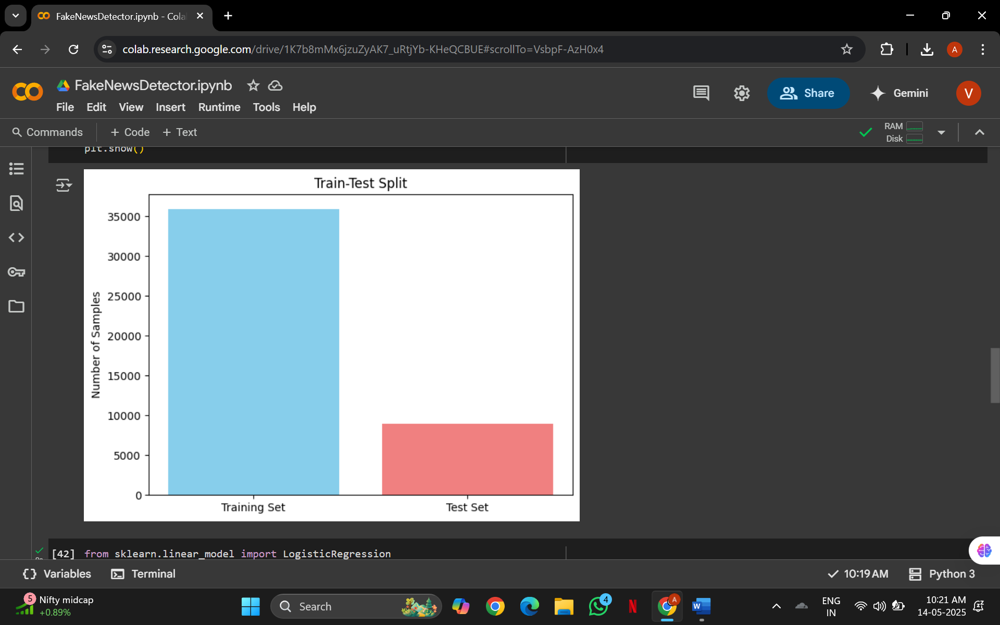 FakeNewsDetector.ipynb - Cola
colab.research.google.com/drive/1K7b8mMx6jzuZyAK7_uRtjYb-KHeQCBUE#scrollTo=VsbpF-AzH0x4
A
FakeNewsDetector.ipynb
File Edit View Insert Runtime Tools Help
Share
Gemini
V
Commands
+ Code + Text
RAM
Disk
plt.show()
Train-Test Split
Number of Samples
35000
30000
25000
20000
15000
10000
5000
0
Training Set
Test Set
[42] from sklearn.linear_model import LogisticRegression
Variables
Terminal
10:19 AM
Python 3
5
Nifty midcap
+0.89%
Search
4
N
A
W
ENG
IN
10:21 AM
14-05-2025